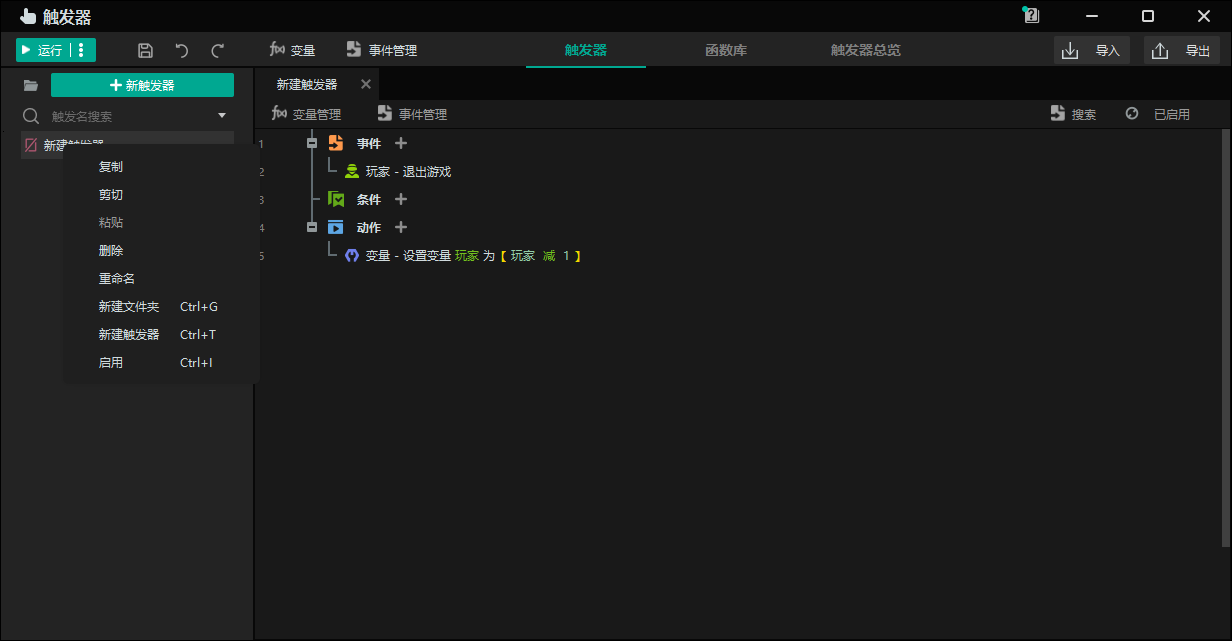 触发器
运行 变量 事件管理 触发器 函数库 触发器总览 导入 导出
新触发器 新建触发器
触发名搜索 变量管理 事件管理 搜索 已启用
新建触发器
1 事件
2 玩家 - 退出游戏
3 条件
4 动作
5 变量 - 设置变量 玩家 为【 玩家 减 1 】
复制
剪切
粘贴
删除
重命名
新建文件夹 Ctrl+G
新建触发器 Ctrl+T
启用 Ctrl+I